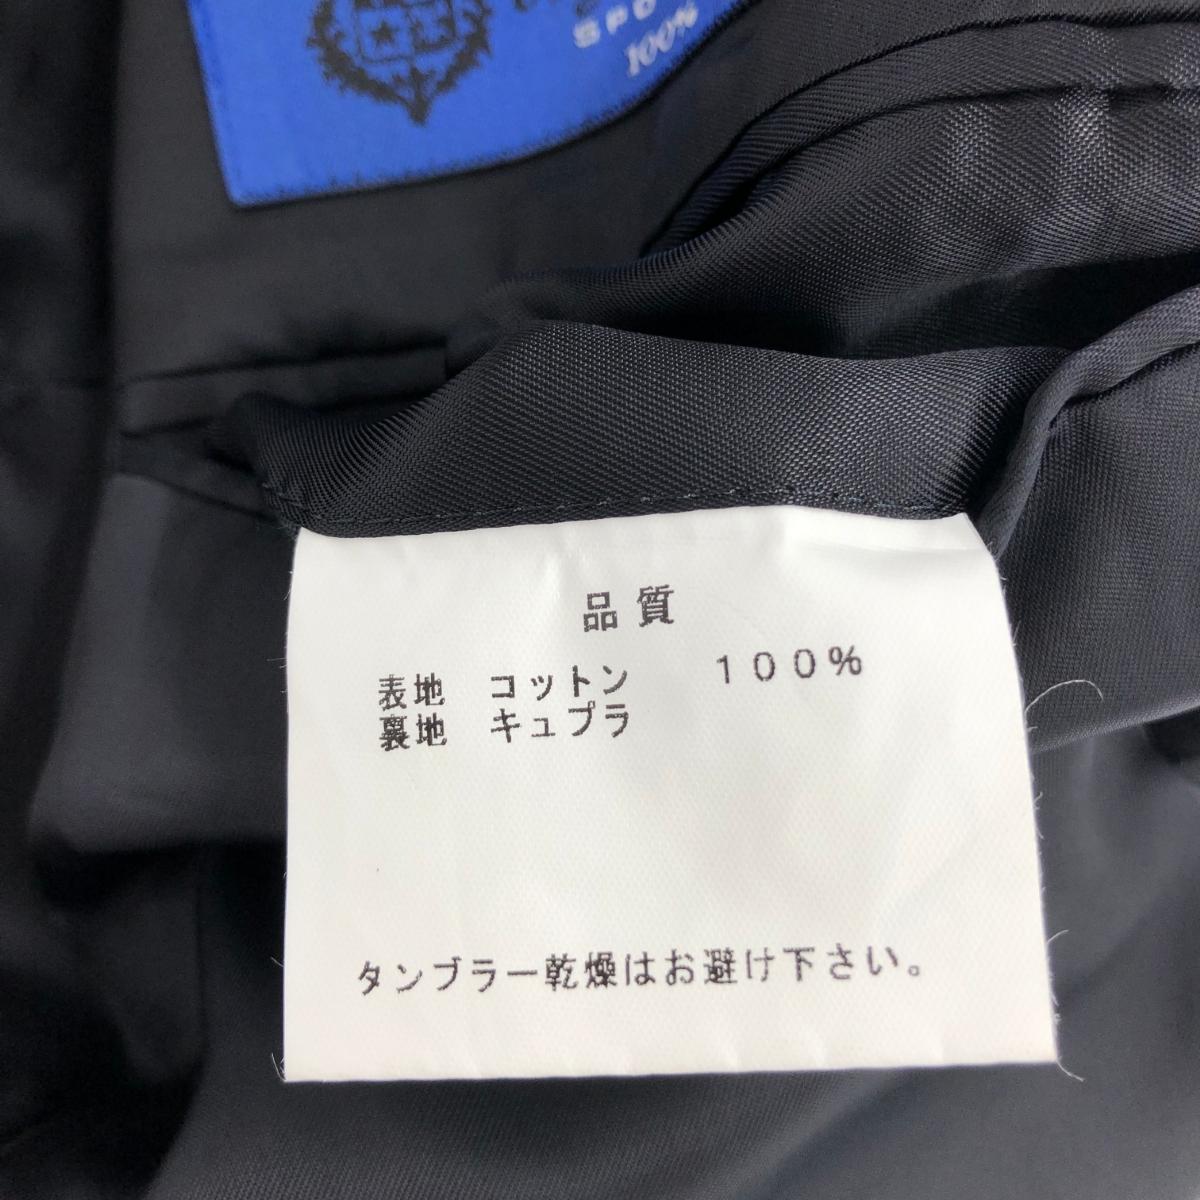 100%
品質
表地 コットン 100%
裏地 キュプラ
タンブラー乾燥はお避け下さい。